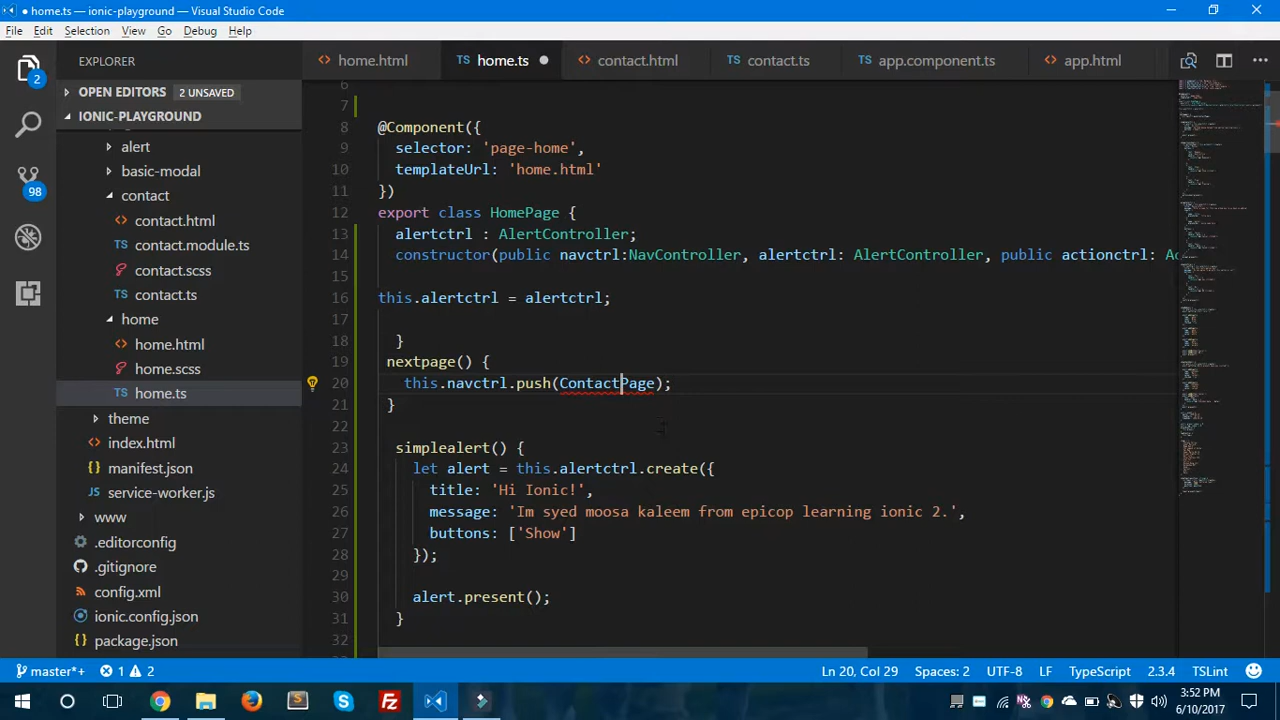 ● home.ts — ionic-playground — Visual Studio Code
File Edit Selection View Go Debug Help
EXPLORER
OPEN EDITORS 2 UNSAVED
IONIC-PLAYGROUND
alert
basic-modal
contact
contact.html
contact.module.ts
contact.scss
contact.ts
home
home.html
home.scss
home.ts
theme
index.html
manifest.json
service-worker.js
www
.editorconfig
.gitignore
config.xml
ionic.config.json
package.json
2
98
home.html home.ts ● contact.html contact.ts app.component.ts app.html
6
7
8 @Component({
9 selector: 'page-home',
10 templateUrl: 'home.html'
11 })
12 export class HomePage {
13 alertctrl : AlertController;
14 constructor(public navctrl:NavController, alertctrl: AlertController, public actionctrl: Ac
15
16 this.alertctrl = alertctrl;
17
18 }
19 nextpage() {
20 this.navctrl.push(ContactPage);
21 }
22
23 simplealert() {
24 let alert = this.alertctrl.create({
25 title: 'Hi Ionic!',
26 message: 'Im syed moosa kaleem from epicop learning ionic 2.',
27 buttons: ['Show']
28 });
29
30 alert.present();
31 }
32
master*+ 1 2 Ln 20, Col 29 Spaces: 2 UTF-8 LF TypeScript 2.3.4 TSLint
3:52 PM
6/10/2017